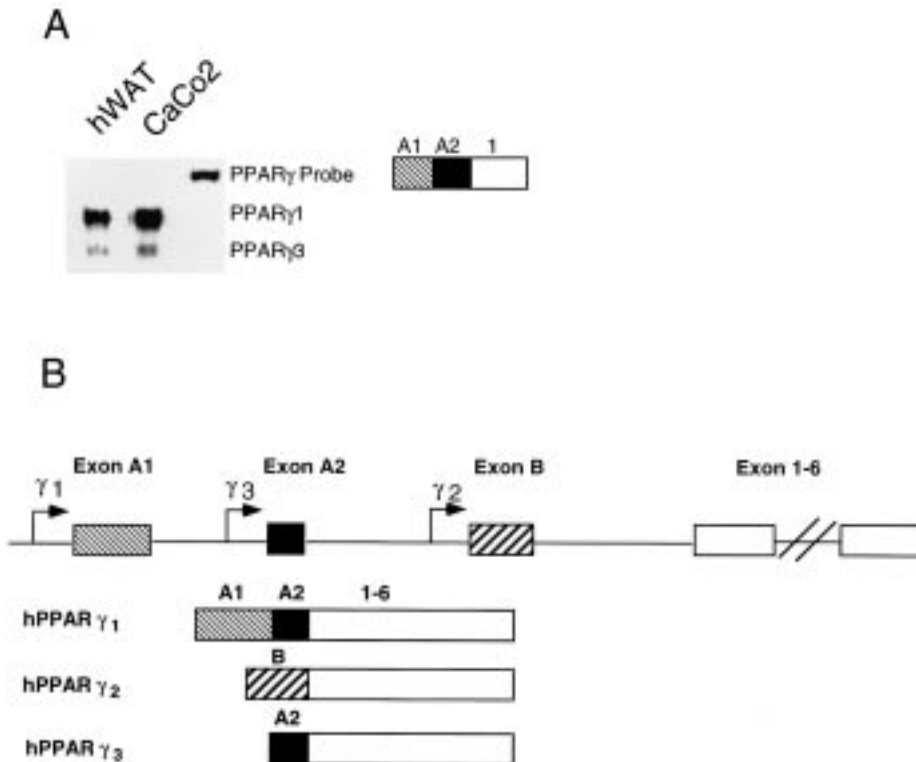 A
hWAT
CaCo2
PPARγ Probe
PPARγ1
PPARγ3
A1 A2 1
B
Exon A1 Exon A2 Exon B Exon 1-6
γ1 γ3 γ2
A1 A2 1-6
hPPAR γ1
B
hPPAR γ2
A2
hPPAR γ3